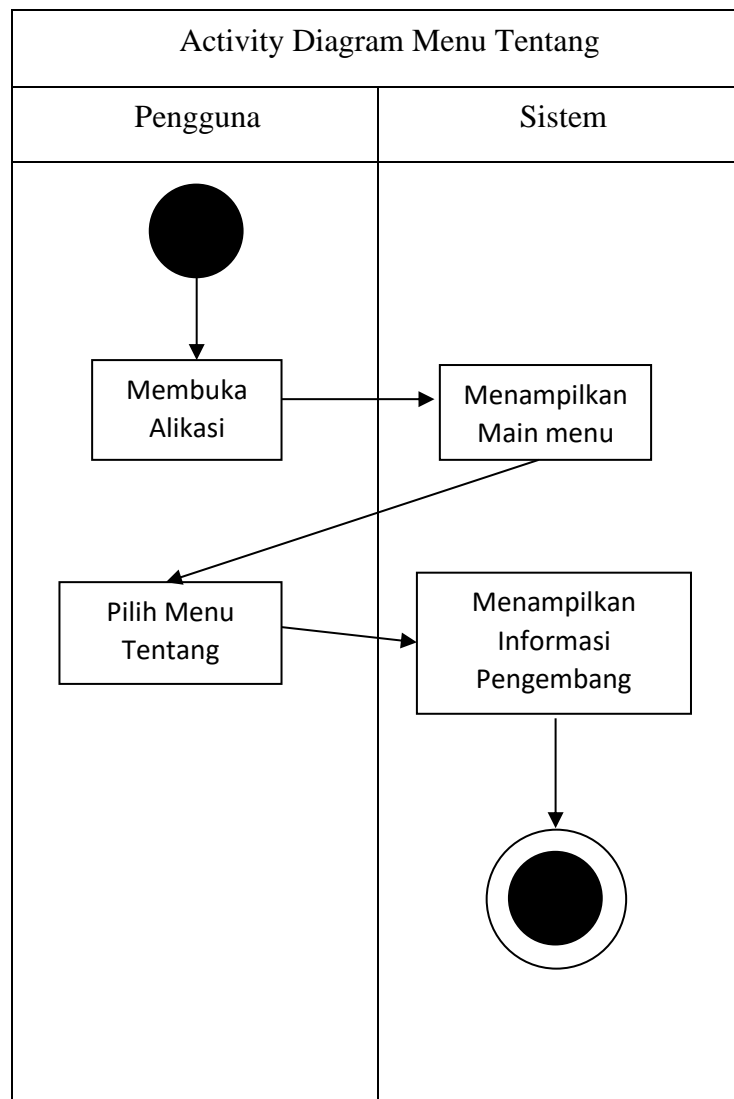 Activity Diagram Menu Tentang
Pengguna
Sistem
Membuka
Alikasi
Menampilkan
Main menu
Pilih Menu
Tentang
Menampilkan
Informasi
Pengembang